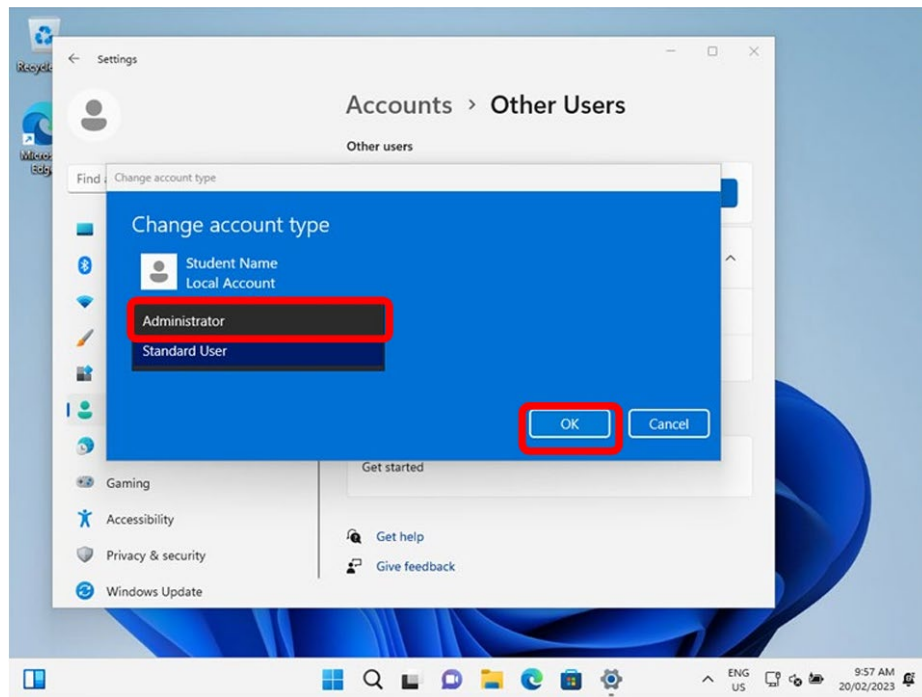 Recycle
Settings
Accounts > Other Users
Micros
Edge
Other users
Find a
Change account type
Change account type
Student Name
Local Account
Administrator
Standard User
OK
Cancel
Get started
Gaming
Accessibility
Get help
Privacy & security
Give feedback
Windows Update
ENG
US
9:57 AM
20/02/2023